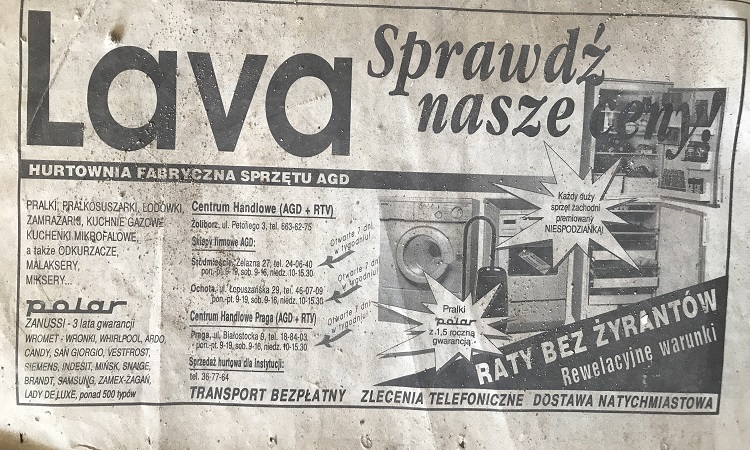 Lava
Sprawdź
nasze ceny!
HURTOWNIA FABRYCZNA SPRZĘTU AGD
PRALKI, PRALKOSUSZARKI, LODÓWKI,
ZAMRAŻARKI, KUCHNIE GAZOWE
KUCHENKI MIKROFALOWE,
a także ODKURZACZE,
MALAKSERY,
MIKSERY...
polar
ZANUSSI - 3 lata gwarancji
WROMET - WRONKI, WHIRLPOOL, ARDO,
CANDY, SAN GIORGIO, VESTFROST,
SIEMENS, INDESIT, MIŃSK, SNAIGE,
BRANDT, SAMSUNG, ZAMEX-ŻAGAŃ,
LADY DE LUXE, ponad 500 typów
Centrum Handlowe (AGD + RTV)
Żoliborz, ul. Petofiego 3, tel. 663-62-75
Sklepy firmowe AGD:
Śródmieście, Żelazna 27, tel. 24-06-40
pon.-pt. 9-19, sob. 9-16, niedz. 10-15.30
Ochota, ul. Łopuszańska 29, tel. 46-07-09
pon.-pt. 9-19, sob. 9-16, niedz. 10-15.30
Centrum Handlowe Praga (AGD + RTV)
Praga, ul. Białostocka 9, tel. 18-84-03
pon.-pt. 9-19, sob. 9-16, niedz. 10-15.30
Sprzedaż hurtowa dla instytucji:
tel. 36-77-64
Otwarte 7 dni
w tygodniu!
Otwarte 7 dni
w tygodniu!
Otwarte 7 dni
w tygodniu!
Każdy duży
sprzęt zachodni
premiowany
NIESPODZIANKĄ!
Pralki
polar
z 1,5 roczną
gwarancją
RATY BEZ ŻYRANTÓW
Rewelacyjne warunki
TRANSPORT BEZPŁATNY ZLECENIA TELEFONICZNE DOSTAWA NATYCHMIASTOWA